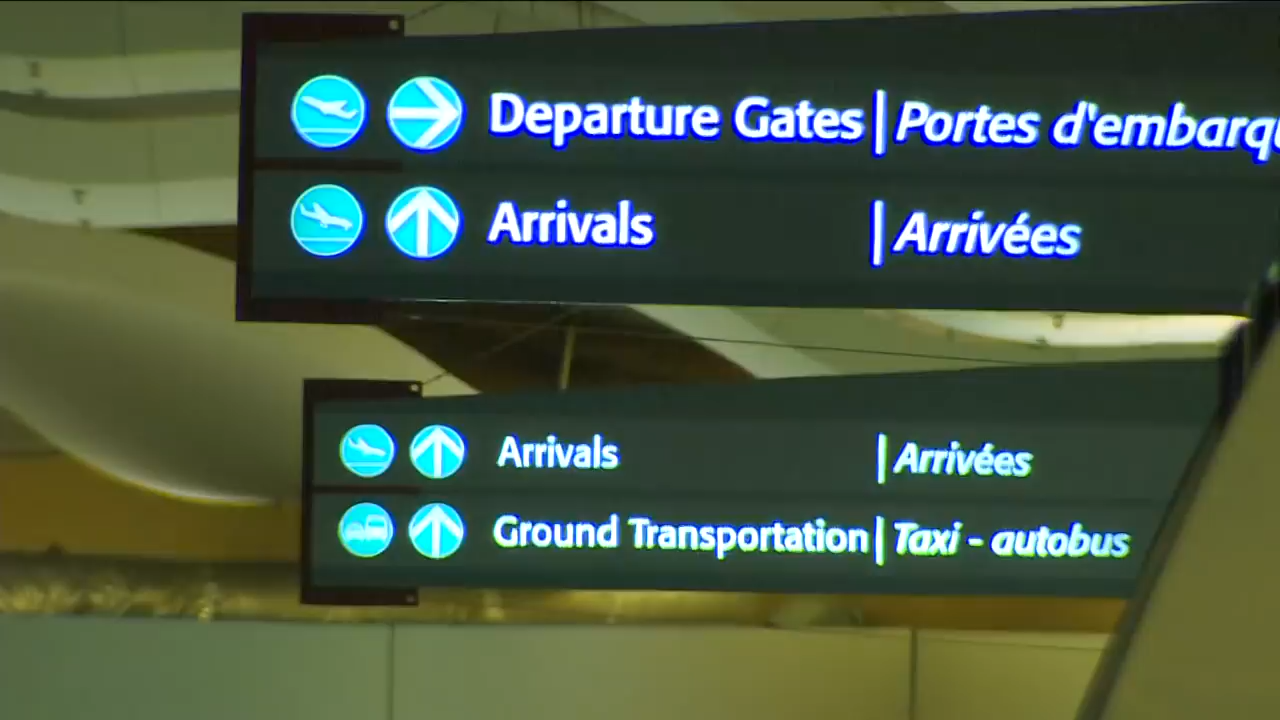 Departure Gates | Portes d'embarq
Arrivals | Arrivées
Arrivals | Arrivées
Ground Transportation | Taxi - autobus